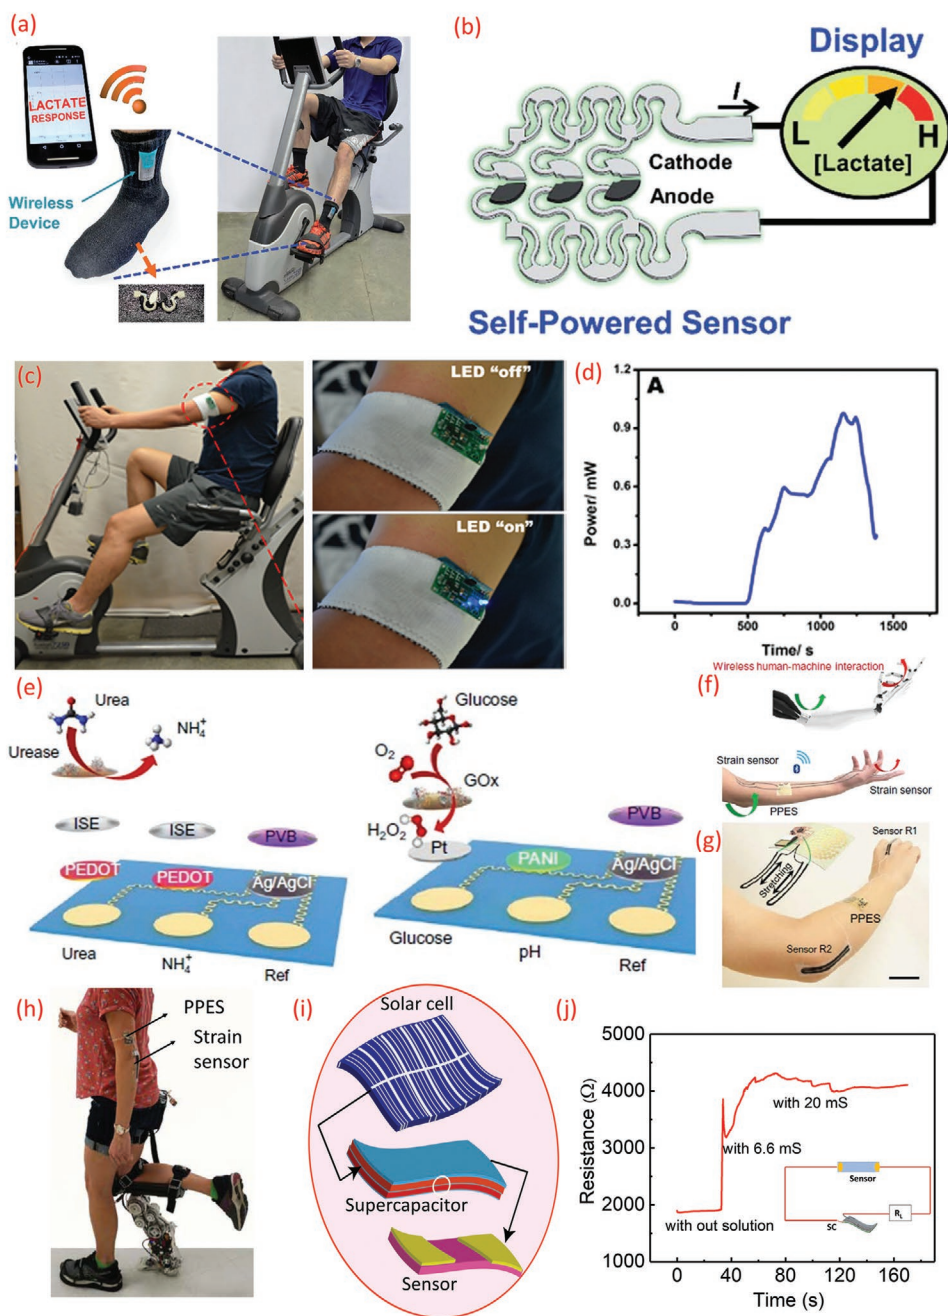 (a)
LACTATE
RESPONSE
Wireless
Device
(b)
Display
I
L
H
[Lactate]
Cathode
Anode
Self-Powered Sensor
(c)
LED “off”
LED “on”
(d)
A
1.2
0.9
0.6
0.3
0.0
Power/ mW
0
500
1000
1500
Time/ s
(e)
Urea
NH4+
Urease
ISE
ISE
PVB
PEDOT
PEDOT
Ag/AgCl
Urea
NH4+
Ref
Glucose
O2
GOx
H2O2
Pt
PANI
PVB
Ag/AgCl
Glucose
pH
Ref
Wireless human-machine interaction
(f)
Strain sensor
Strain sensor
PPES
(g)
Sensor R1
Stretching
PPES
Sensor R2
(h)
PPES
Strain
sensor
(i)
Solar cell
Supercapacitor
Sensor
(j)
5000
4000
3000
2000
1000
Resistance (Ω)
with 20 mS
with 6.6 mS
with out solution
Sensor
RL
SC
0
40
80
120
160
Time (s)